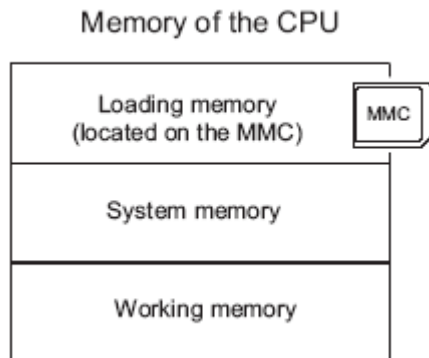 Memory of the CPU
Loading memory
(located on the MMC)
MMC
System memory
Working memory